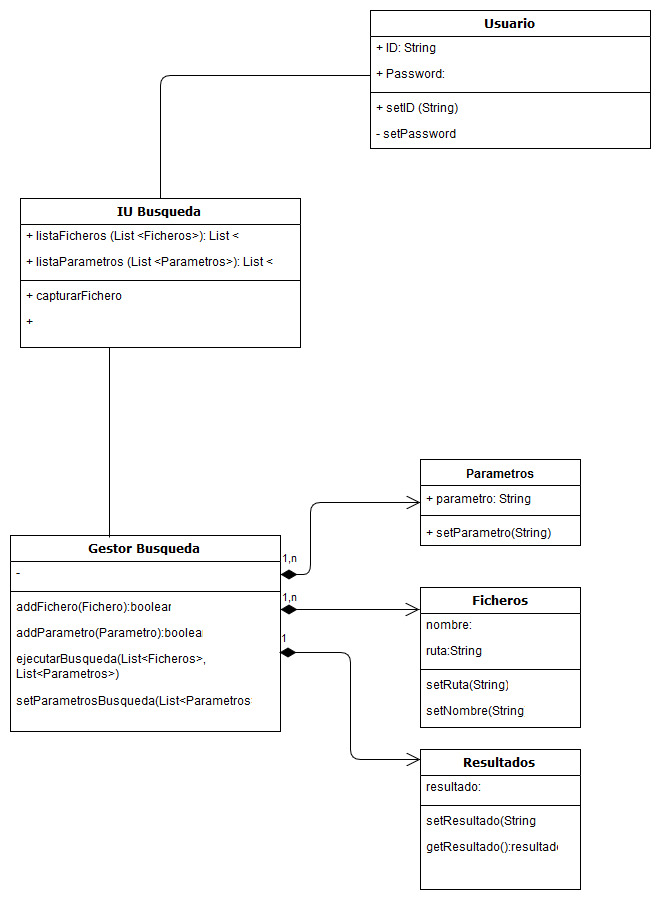 Usuario
+ ID: String
+ Password:
+ setID (String)
- setPassword
IU Busqueda
+ listaFicheros (List <Ficheros>): List <
+ listaParametros (List <Parametros>): List <
+ capturarFichero
+
Parametros
+ parametro: String
+ setParametro(String)
Gestor Busqueda
-
addFichero(Fichero):boolear
addParametro(Parametro):boolear
ejecutarBusqueda(List<Ficheros>,
List<Parametros>)
setParametrosBusqueda(List<Parametros
1,n
1,n
1
Ficheros
nombre:
ruta:String
setRuta(String)
setNombre(String
Resultados
resultado:
setResultado(String
getResultado():resultado